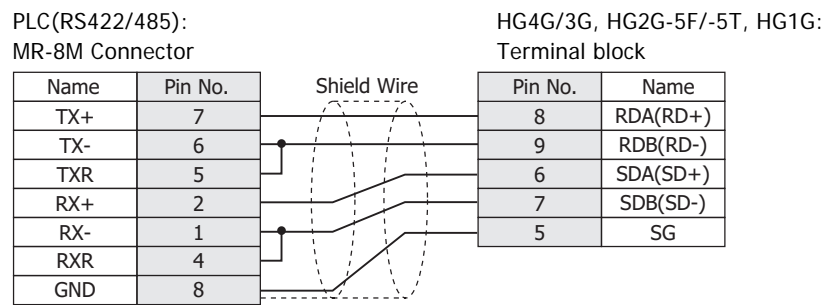 PLC(RS422/485):
MR-8M Connector
HG4G/3G, HG2G-5F/-5T, HG1G:
Terminal block
Name Pin No. Shield Wire Pin No. Name
TX+ 7 8 RDA(RD+)
TX- 6 9 RDB(RD-)
TXR 5 6 SDA(SD+)
RX+ 2 7 SDB(SD-)
RX- 1 5 SG
RXR 4
GND 8